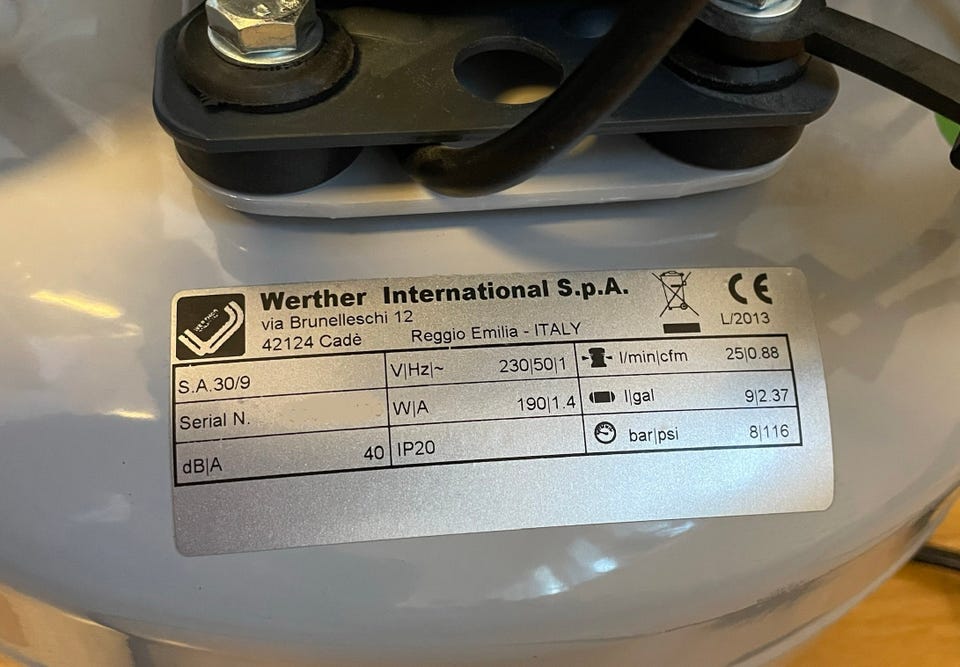 WERTHER
Werther International S.p.A.
via Brunelleschi 12
42124 Cadè Reggio Emilia - ITALY
CE
L/2013
S.A.30/9
Serial N.
dB|A 40
V|Hz|~ 230|50|1
W|A 190|1.4
IP20
l/min|cfm 25|0.88
l|gal 9|2.37
bar|psi 8|116